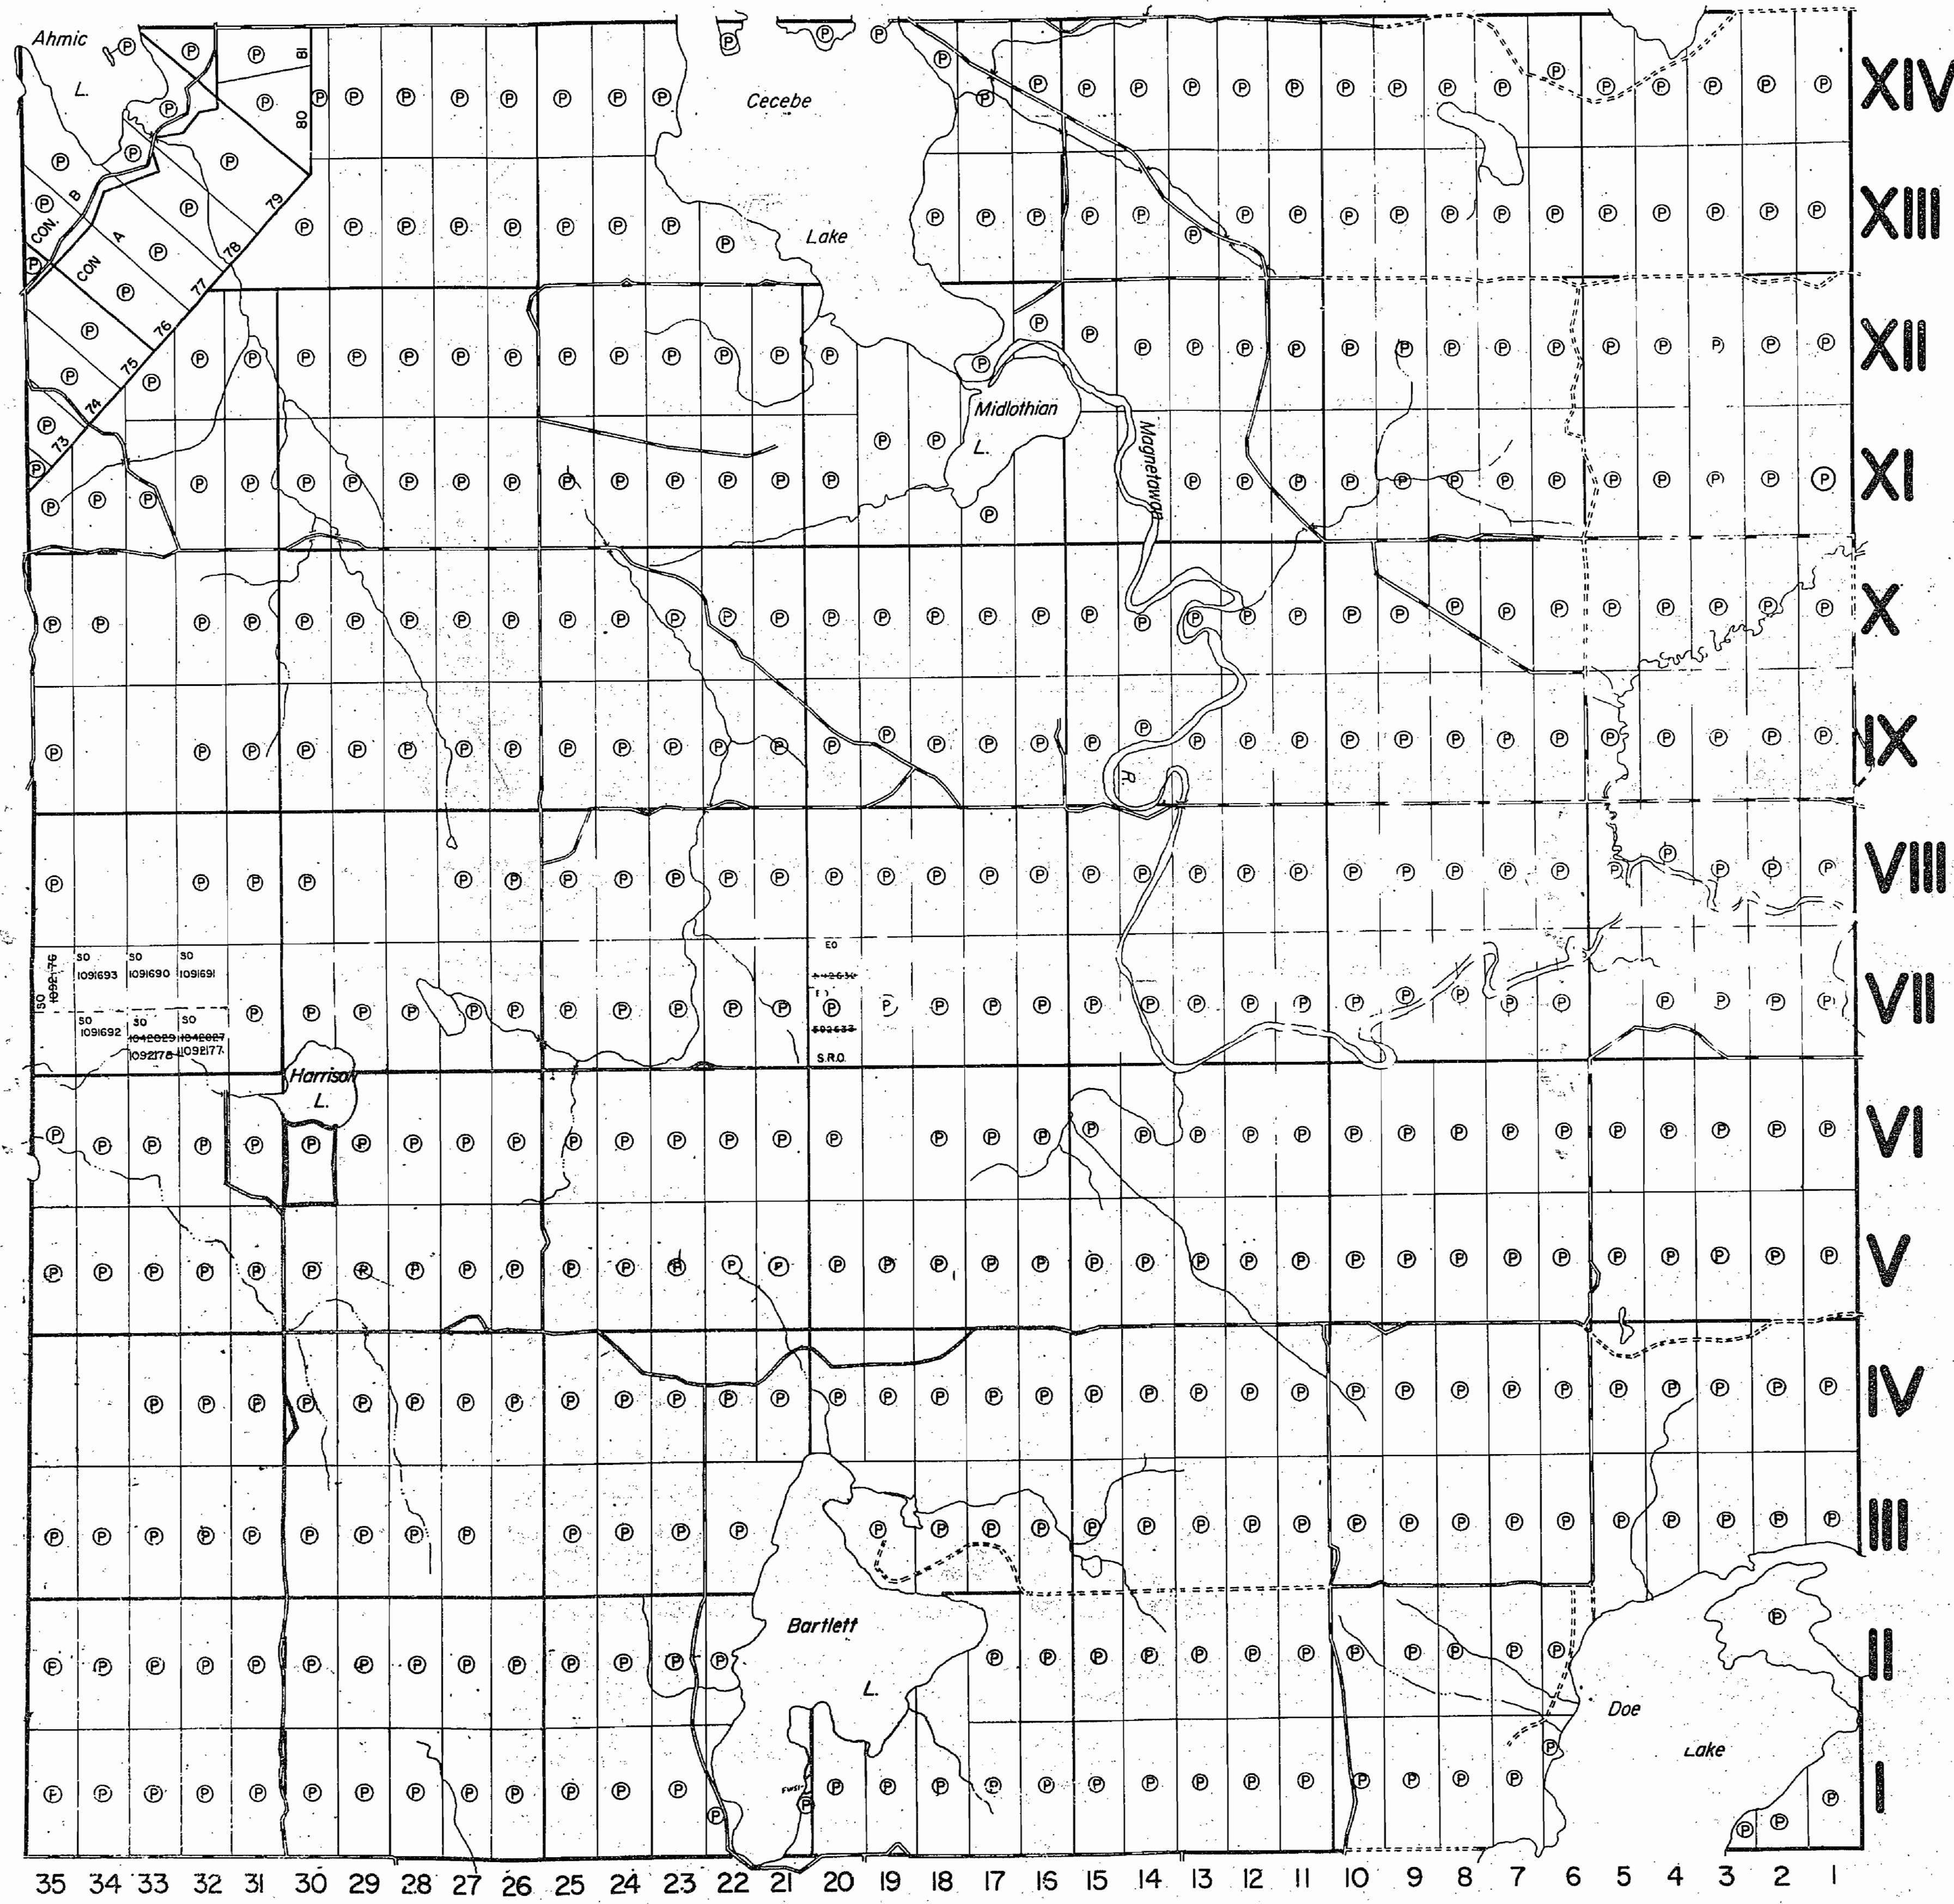 Ahmic
L.
Ⓟ Ⓟ Ⓟ 81 Ⓟ Ⓟ Ⓟ
Ⓟ Ⓟ 80 Ⓟ Ⓟ Ⓟ Ⓟ Ⓟ Ⓟ Ⓟ Ⓟ
Cecebe
Lake
Ⓟ Ⓟ Ⓟ Ⓟ Ⓟ Ⓟ Ⓟ Ⓟ Ⓟ Ⓟ Ⓟ Ⓟ Ⓟ Ⓟ Ⓟ Ⓟ Ⓟ Ⓟ XIV
Ⓟ Ⓟ Ⓟ
CON. B
Ⓟ Ⓟ 79
CON A
Ⓟ Ⓟ 78
Ⓟ 77
Ⓟ 76
Ⓟ 75
Ⓟ 74
Ⓟ 73
Ⓟ Ⓟ Ⓟ Ⓟ Ⓟ Ⓟ Ⓟ Ⓟ Ⓟ Ⓟ Ⓟ Ⓟ Ⓟ Ⓟ Ⓟ Ⓟ Ⓟ Ⓟ Ⓟ Ⓟ Ⓟ Ⓟ Ⓟ Ⓟ Ⓟ Ⓟ Ⓟ XIII
Ⓟ Ⓟ Ⓟ Ⓟ Ⓟ Ⓟ Ⓟ Ⓟ Ⓟ Ⓟ Ⓟ Ⓟ Ⓟ Ⓟ Ⓟ Ⓟ Ⓟ Ⓟ Ⓟ Ⓟ Ⓟ Ⓟ Ⓟ Ⓟ Ⓟ Ⓟ Ⓟ Ⓟ Ⓟ Ⓟ Ⓟ XII
Midlothian
L.
Magnetawan
Ⓟ Ⓟ Ⓟ Ⓟ Ⓟ Ⓟ Ⓟ Ⓟ Ⓟ Ⓟ Ⓟ Ⓟ Ⓟ Ⓟ Ⓟ Ⓟ Ⓟ Ⓟ Ⓟ Ⓟ Ⓟ Ⓟ Ⓟ Ⓟ Ⓟ Ⓟ Ⓟ Ⓟ Ⓟ Ⓟ Ⓟ Ⓟ XI
Ⓟ Ⓟ Ⓟ Ⓟ Ⓟ Ⓟ Ⓟ Ⓟ Ⓟ Ⓟ Ⓟ Ⓟ Ⓟ Ⓟ Ⓟ Ⓟ Ⓟ Ⓟ Ⓟ Ⓟ Ⓟ Ⓟ Ⓟ Ⓟ Ⓟ Ⓟ Ⓟ Ⓟ Ⓟ Ⓟ Ⓟ Ⓟ Ⓟ Ⓟ X
Ⓟ Ⓟ Ⓟ Ⓟ Ⓟ Ⓟ Ⓟ Ⓟ Ⓟ Ⓟ Ⓟ Ⓟ Ⓟ Ⓟ Ⓟ Ⓟ Ⓟ Ⓟ Ⓟ Ⓟ Ⓟ Ⓟ Ⓟ Ⓟ Ⓟ Ⓟ Ⓟ Ⓟ Ⓟ Ⓟ Ⓟ Ⓟ Ⓟ IX
R.
Ⓟ Ⓟ Ⓟ Ⓟ Ⓟ Ⓟ Ⓟ Ⓟ Ⓟ Ⓟ Ⓟ Ⓟ Ⓟ Ⓟ Ⓟ Ⓟ Ⓟ Ⓟ Ⓟ Ⓟ Ⓟ Ⓟ Ⓟ Ⓟ Ⓟ Ⓟ Ⓟ Ⓟ Ⓟ Ⓟ Ⓟ VIII
SO 1092176
SO SO SO
1091693 1091690 1091691
SO SO SO
1091692 1042029 1042027
1092178 1092177
EO
S.R.O.
Ⓟ Ⓟ Ⓟ Ⓟ Ⓟ Ⓟ Ⓟ Ⓟ Ⓟ Ⓟ Ⓟ Ⓟ Ⓟ Ⓟ Ⓟ Ⓟ Ⓟ Ⓟ Ⓟ Ⓟ Ⓟ Ⓟ Ⓟ Ⓟ Ⓟ Ⓟ Ⓟ Ⓟ Ⓟ Ⓟ VII
Harrison
L.
Ⓟ Ⓟ Ⓟ Ⓟ Ⓟ Ⓟ Ⓟ Ⓟ Ⓟ Ⓟ Ⓟ Ⓟ Ⓟ Ⓟ Ⓟ Ⓟ Ⓟ Ⓟ Ⓟ Ⓟ Ⓟ Ⓟ Ⓟ Ⓟ Ⓟ Ⓟ Ⓟ Ⓟ Ⓟ Ⓟ Ⓟ Ⓟ Ⓟ Ⓟ VI
Ⓟ Ⓟ Ⓟ Ⓟ Ⓟ Ⓟ Ⓟ Ⓟ Ⓟ Ⓟ Ⓟ Ⓟ Ⓟ Ⓟ Ⓟ Ⓟ Ⓟ Ⓟ Ⓟ Ⓟ Ⓟ Ⓟ Ⓟ Ⓟ Ⓟ Ⓟ Ⓟ Ⓟ Ⓟ Ⓟ Ⓟ Ⓟ Ⓟ Ⓟ Ⓟ V
Ⓟ Ⓟ Ⓟ Ⓟ Ⓟ Ⓟ Ⓟ Ⓟ Ⓟ Ⓟ Ⓟ Ⓟ Ⓟ Ⓟ Ⓟ Ⓟ Ⓟ Ⓟ Ⓟ Ⓟ Ⓟ Ⓟ Ⓟ Ⓟ Ⓟ Ⓟ Ⓟ Ⓟ Ⓟ Ⓟ Ⓟ Ⓟ Ⓟ IV
Ⓟ Ⓟ Ⓟ Ⓟ Ⓟ Ⓟ Ⓟ Ⓟ Ⓟ Ⓟ Ⓟ Ⓟ Ⓟ Ⓟ Ⓟ Ⓟ Ⓟ Ⓟ Ⓟ Ⓟ Ⓟ Ⓟ Ⓟ Ⓟ Ⓟ Ⓟ Ⓟ Ⓟ Ⓟ Ⓟ Ⓟ Ⓟ III
Bartlett
L.
Ⓟ Ⓟ Ⓟ Ⓟ Ⓟ Ⓟ Ⓟ Ⓟ Ⓟ Ⓟ Ⓟ Ⓟ Ⓟ Ⓟ Ⓟ Ⓟ Ⓟ Ⓟ Ⓟ Ⓟ Ⓟ Ⓟ Ⓟ Ⓟ Ⓟ Ⓟ Ⓟ II
Doe
Lake
Ⓟ Ⓟ Ⓟ Ⓟ Ⓟ Ⓟ Ⓟ Ⓟ Ⓟ Ⓟ Ⓟ Ⓟ Ⓟ Ⓟ Ⓟ Ⓟ Ⓟ Ⓟ Ⓟ Ⓟ Ⓟ Ⓟ Ⓟ Ⓟ Ⓟ Ⓟ Ⓟ Ⓟ Ⓟ Ⓟ Ⓟ Ⓟ Ⓟ I
35 34 33 32 31 30 29 28 27 26 25 24 23 22 21 20 19 18 17 16 15 14 13 12 11 10 9 8 7 6 5 4 3 2 1